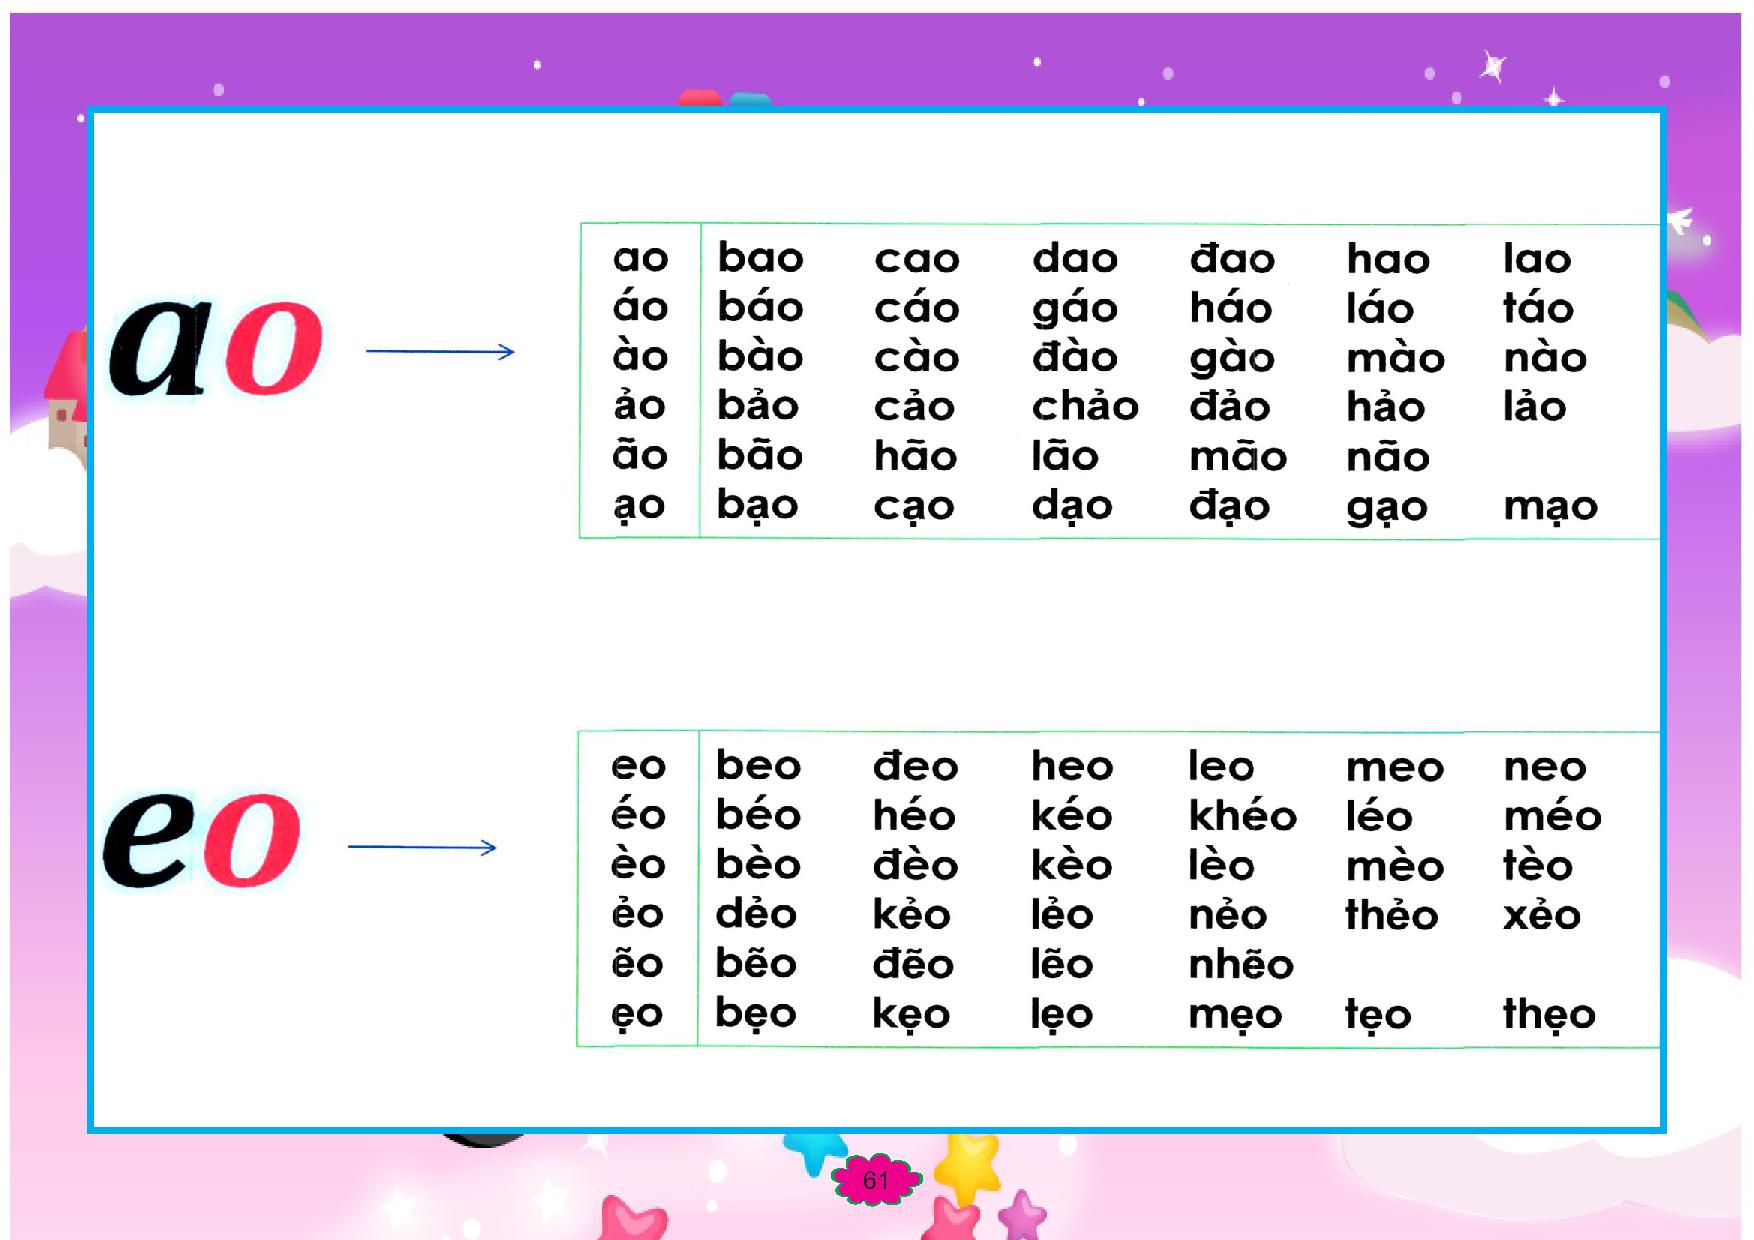 ao
ao bao cao dao đao hao lao
áo báo cáo gáo háo láo táo
ào bào cào đào gào mào nào
ảo bảo cảo chảo đảo hảo lảo
ão bão hão lão mão não
ạo bạo cạo dạo đạo gạo mạo
eo
eo beo đeo heo leo meo neo
éo béo héo kéo khéo léo méo
èo bèo đèo kèo lèo mèo tèo
ẻo dẻo kẻo lẻo nẻo thẻo xẻo
ẽo bẽo đẽo lẽo nhẽo
ẹo bẹo kẹo lẹo mẹo tẹo thẹo
61